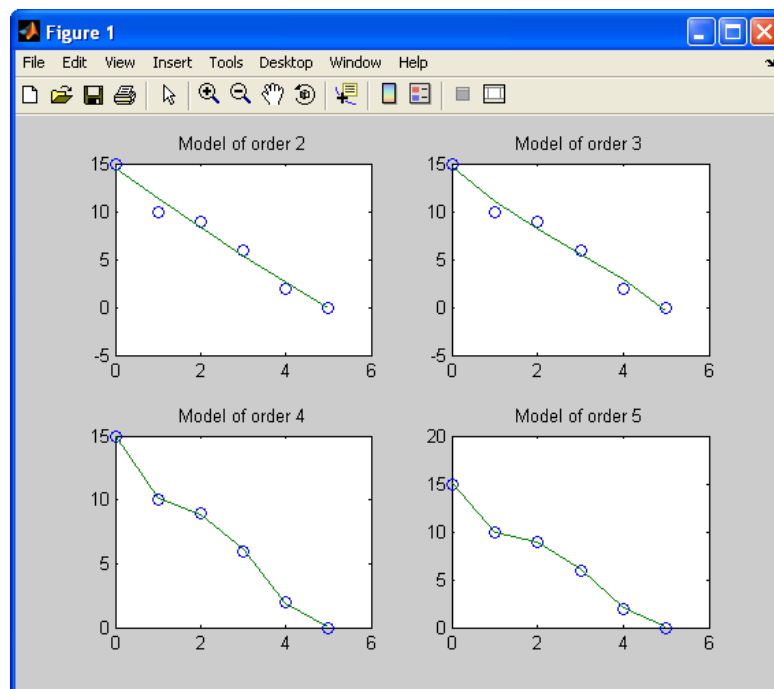 Figure 1
File Edit View Insert Tools Desktop Window Help
Model of order 2
15
10
5
0
-5
0 2 4 6
Model of order 3
15
10
5
0
-5
0 2 4 6
Model of order 4
15
10
5
0
0 2 4 6
Model of order 5
20
15
10
5
0
0 2 4 6